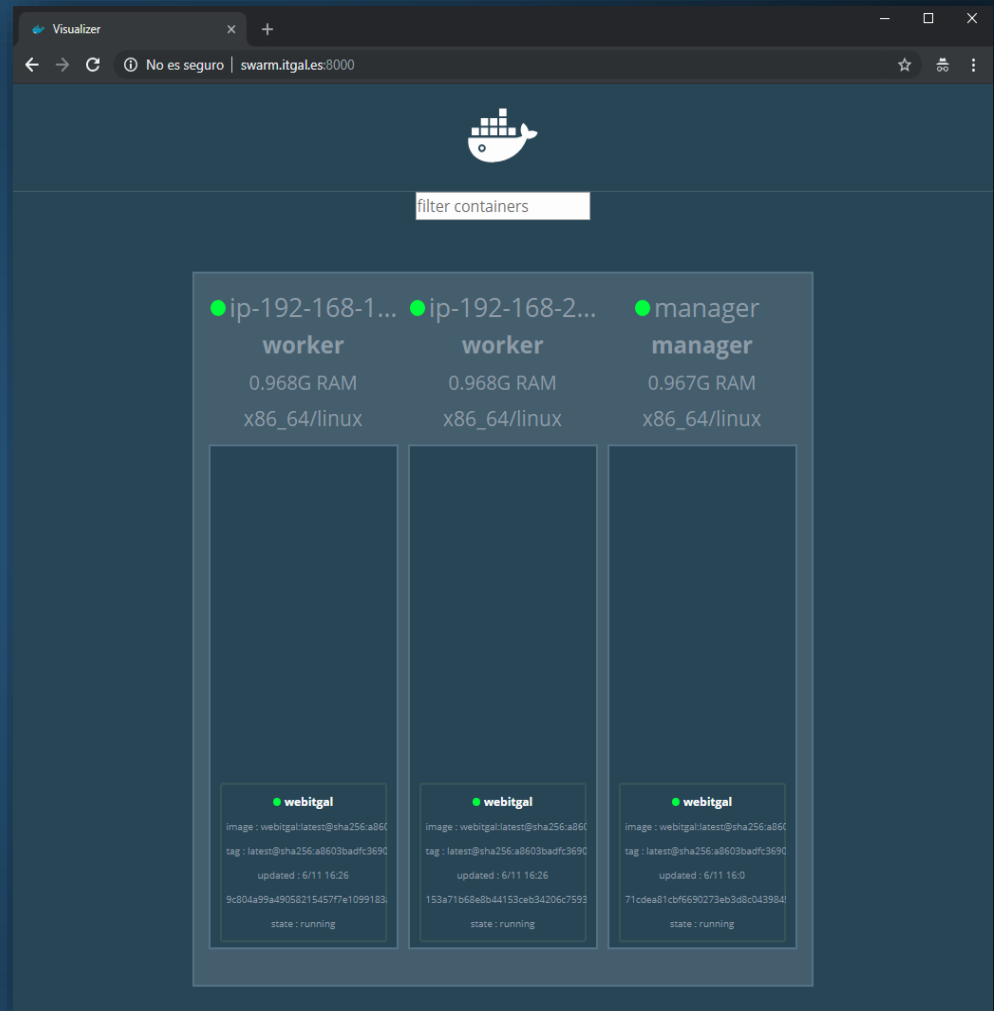 Visualizer
No es seguro | swarm.itgal.es:8000
filter containers
ip-192-168-1...
worker
0.968G RAM
x86_64/linux
ip-192-168-2...
worker
0.968G RAM
x86_64/linux
manager
manager
0.967G RAM
x86_64/linux
webitgal
image : webitgal:latest@sha256:a860
tag : latest@sha256:a8603badfc3690
updated : 6/11 16:26
9c804a99a49058215457f7e1099183
state : running
webitgal
image : webitgal:latest@sha256:a860
tag : latest@sha256:a8603badfc3690
updated : 6/11 16:26
153a71b68e8b44153ceb34206c7593
state : running
webitgal
image : webitgal:latest@sha256:a860
tag : latest@sha256:a8603badfc3690
updated : 6/11 16:0
71cdea81cbf6690273eb3d8c043984
state : running